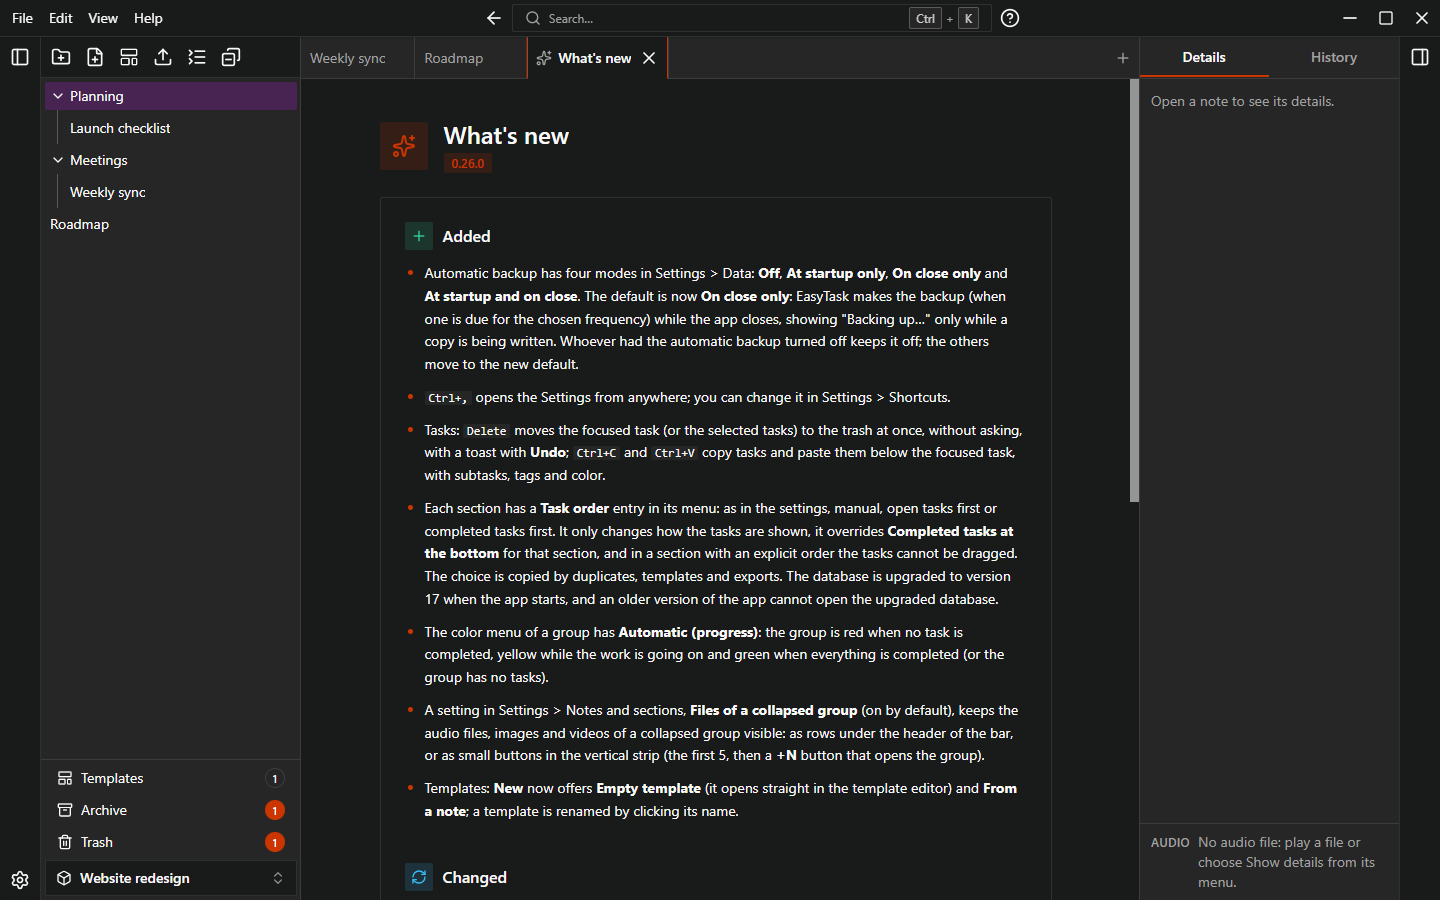 File Edit View Help
Search... Ctrl + K
Weekly sync
Roadmap
What's new
Details
History
Planning
Launch checklist
Meetings
Weekly sync
Roadmap
Templates 1
Archive 1
Trash 1
Website redesign
What's new
0.26.0
Added
Automatic backup has four modes in Settings > Data: Off, At startup only, On close only and
At startup and on close. The default is now On close only: EasyTask makes the backup (when
one is due for the chosen frequency) while the app closes, showing "Backing up..." only while a
copy is being written. Whoever had the automatic backup turned off keeps it off; the others
move to the new default.
Ctrl+, opens the Settings from anywhere; you can change it in Settings > Shortcuts.
Tasks: Delete moves the focused task (or the selected tasks) to the trash at once, without asking,
with a toast with Undo; Ctrl+C and Ctrl+V copy tasks and paste them below the focused task,
with subtasks, tags and color.
Each section has a Task order entry in its menu: as in the settings, manual, open tasks first or
completed tasks first. It only changes how the tasks are shown, it overrides Completed tasks at
the bottom for that section, and in a section with an explicit order the tasks cannot be dragged.
The choice is copied by duplicates, templates and exports. The database is upgraded to version
17 when the app starts, and an older version of the app cannot open the upgraded database.
The color menu of a group has Automatic (progress): the group is red when no task is
completed, yellow while the work is going on and green when everything is completed (or the
group has no tasks).
A setting in Settings > Notes and sections, Files of a collapsed group (on by default), keeps the
audio files, images and videos of a collapsed group visible: as rows under the header of the bar,
or as small buttons in the vertical strip (the first 5, then a +N button that opens the group).
Templates: New now offers Empty template (it opens straight in the template editor) and From
a note; a template is renamed by clicking its name.
Changed
Open a note to see its details.
AUDIO No audio file: play a file or
choose Show details from its
menu.